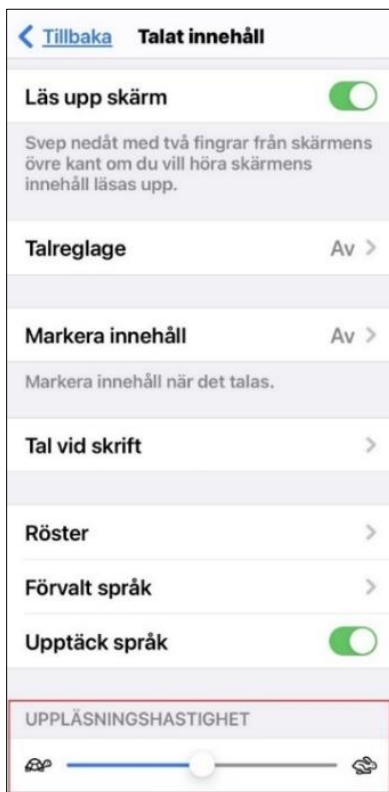 Tillbaka Talat innehåll
Läs upp skärm
Svep nedåt med två fingrar från skärmens
övre kant om du vill höra skärmens
innehåll läsas upp.
Talreglage Av
Markera innehåll Av
Markera innehåll när det talas.
Tal vid skrift
Röster
Förvalt språk
Upptäck språk
UPPLÄSNINGSHASTIGHET